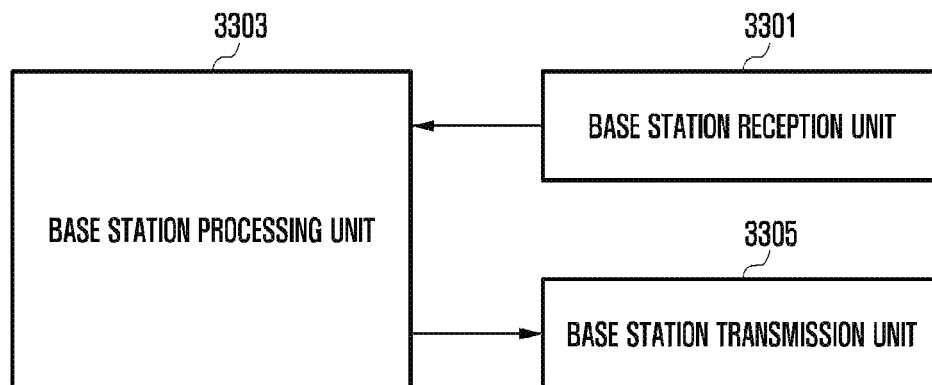 3303
3301
BASE STATION RECEPTION UNIT
BASE STATION PROCESSING UNIT
3305
BASE STATION TRANSMISSION UNIT